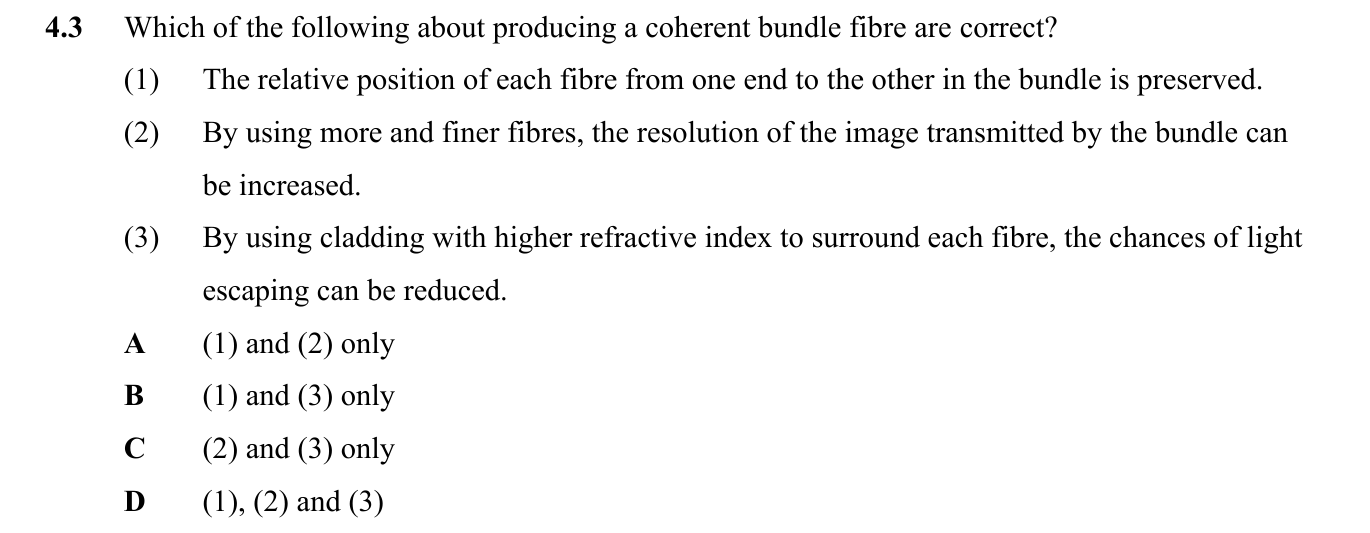 4.3 Which of the following about producing a coherent bundle fibre are correct?
(1) The relative position of each fibre from one end to the other in the bundle is preserved.
(2) By using more and finer fibres, the resolution of the image transmitted by the bundle can
be increased.
(3) By using cladding with higher refractive index to surround each fibre, the chances of light
escaping can be reduced.
A (1) and (2) only
B (1) and (3) only
C (2) and (3) only
D (1), (2) and (3)